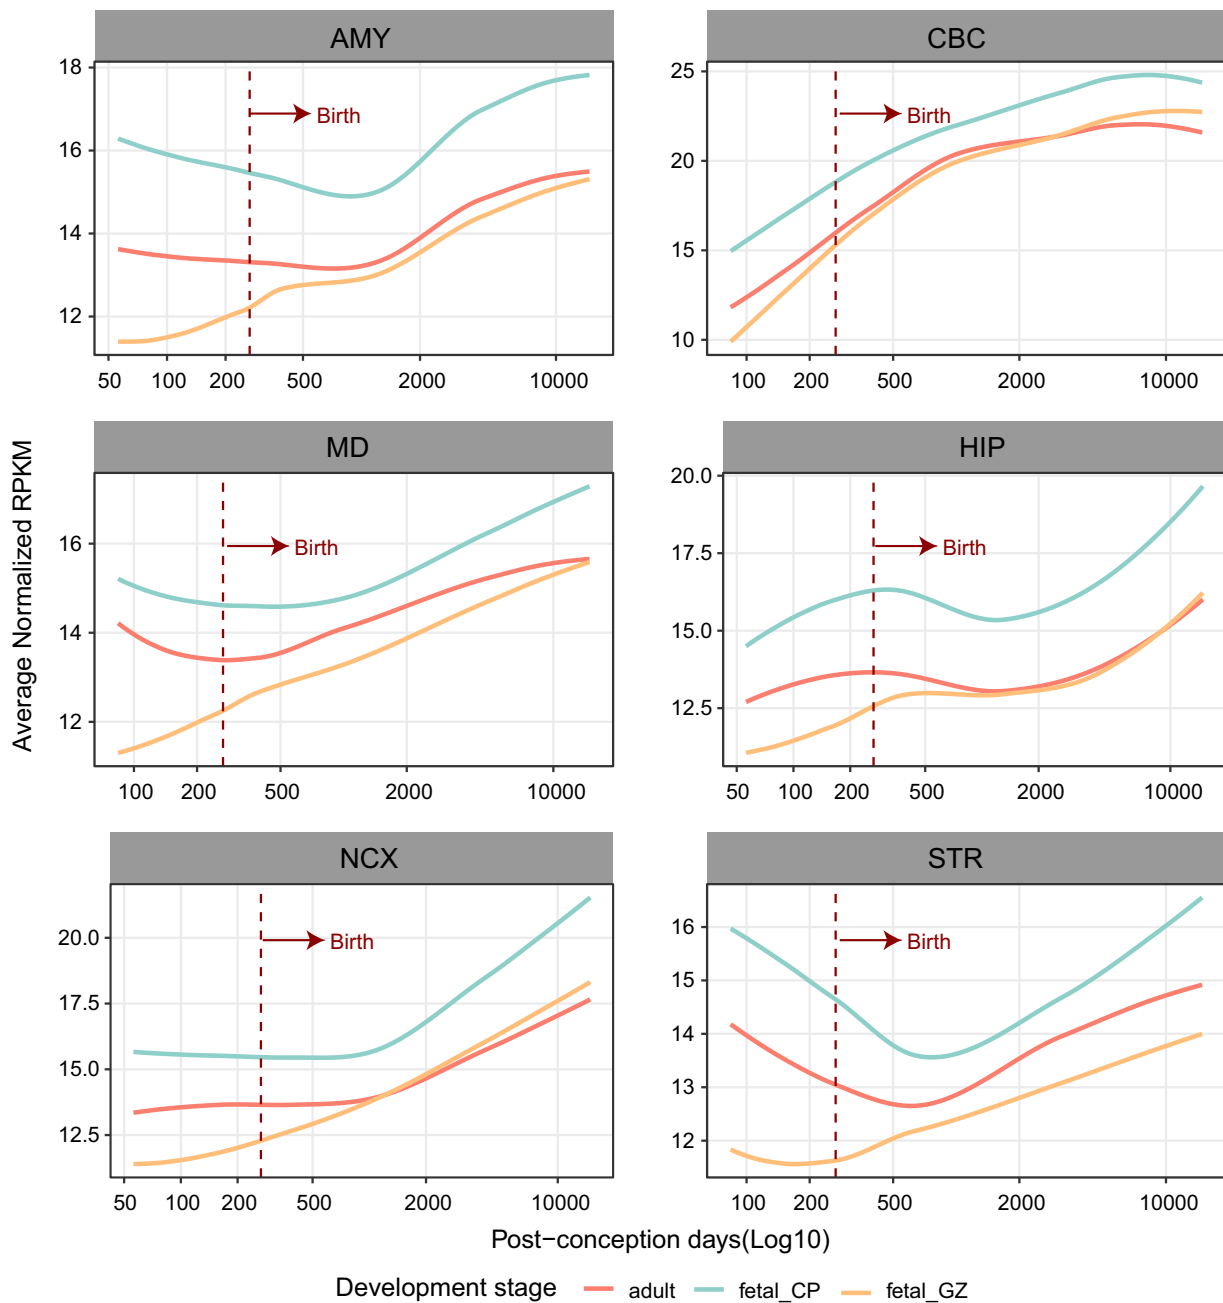 AMY
18
16
14
12
Birth
50 100 200 500 2000 10000
CBC
25
20
15
10
Birth
100 200 500 2000 10000
Average Normalized RPKM
MD
16
14
12
Birth
100 200 500 2000 10000
HIP
20.0
17.5
15.0
12.5
Birth
50 100 200 500 2000 10000
NCX
20.0
17.5
15.0
12.5
Birth
50 100 200 500 2000 10000
STR
16
15
14
13
12
Birth
100 200 500 2000 10000
Post−conception days(Log10)
Development stage adult fetal_CP fetal_GZ